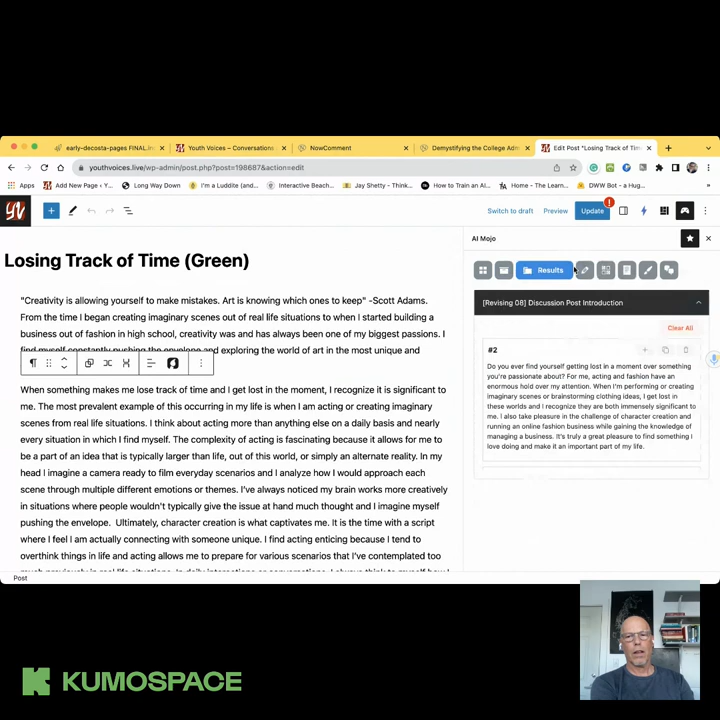 early-decosta-pages FINAL.in
Youth Voices – Conversations
NowComment
Demystifying the College Adm
Edit Post "Losing Track of Tim
youthvoices.live/wp-admin/post.php?post=198687&action=edit
Apps
Add New Page ‹ Y...
Long Way Down
I'm a Luddite (and...
Interactive Beach...
Jay Shetty - Think...
How to Train an AI...
Home - The Learn...
DWW Bot - a Hug...
Switch to draft
Preview
Update
AI Mojo
Losing Track of Time (Green)
Results
[Revising 08] Discussion Post Introduction
Clear All
"Creativity is allowing yourself to make mistakes. Art is knowing which ones to keep" -Scott Adams.
From the time I began creating imaginary scenes out of real life situations to when I started building a
business out of fashion in high school, creativity was and has always been one of my biggest passions. I
find myself constantly pushing the envelope and exploring the world of art in the most unique and
#2
Do you ever find yourself getting lost in a moment over something
you're passionate about? For me, acting and fashion have an
enormous hold over my attention. When I'm performing or creating
imaginary scenes or brainstorming clothing ideas, I get lost in
these worlds and I recognize they are both immensely significant to
me. I also take pleasure in the challenge of character creation and
running an online fashion business while gaining the knowledge of
managing a business. It's truly a great pleasure to find something I
love doing and make it an important part of my life.
When something makes me lose track of time and I get lost in the moment, I recognize it is significant to
me. The most prevalent example of this occurring in my life is when I am acting or creating imaginary
scenes from real life situations. I think about acting more than anything else on a daily basis and nearly
every situation in which I find myself. The complexity of acting is fascinating because it allows for me to
be a part of an idea that is typically larger than life, out of this world, or simply an alternate reality. In my
head I imagine a camera ready to film everyday scenarios and I analyze how I would approach each
scene through multiple different emotions or themes. I've always noticed my brain works more creatively
in situations where people wouldn't typically give the issue at hand much thought and I imagine myself
pushing the envelope. Ultimately, character creation is what captivates me. It is the time with a script
where I feel I am actually connecting with someone unique. I find acting enticing because I tend to
overthink things in life and acting allows me to prepare for various scenarios that I've contemplated too
Post
KUMOSPACE